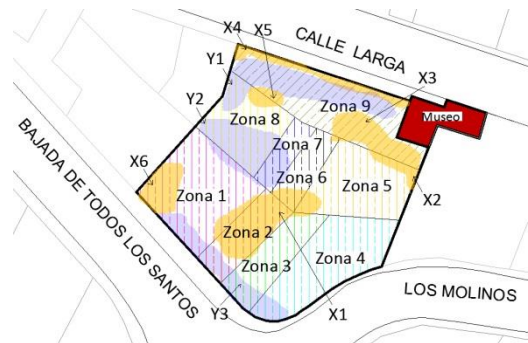 X4
X5
CALLE LARGA
Y1
X3
Zona 9
Museo
Y2
Zona 8
Zona 7
X6
Zona 6
Zona 5
X2
Zona 1
Zona 2
Zona 3
Zona 4
BAJADA DE TODOS LOS SANTOS
Y3
X1
LOS MOLINOS